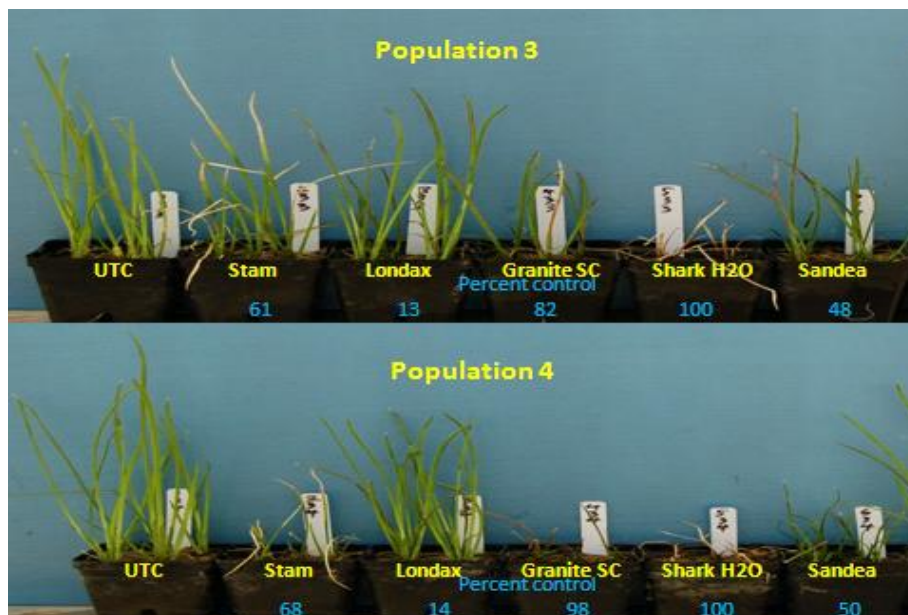 Population 3
UTC Stam Londax Granite SC Shark H2O Sandea
Percent control
61 13 82 100 48
Population 4
UTC Stam Londax Granite SC Shark H2O Sandea
Percent control
68 14 98 100 50